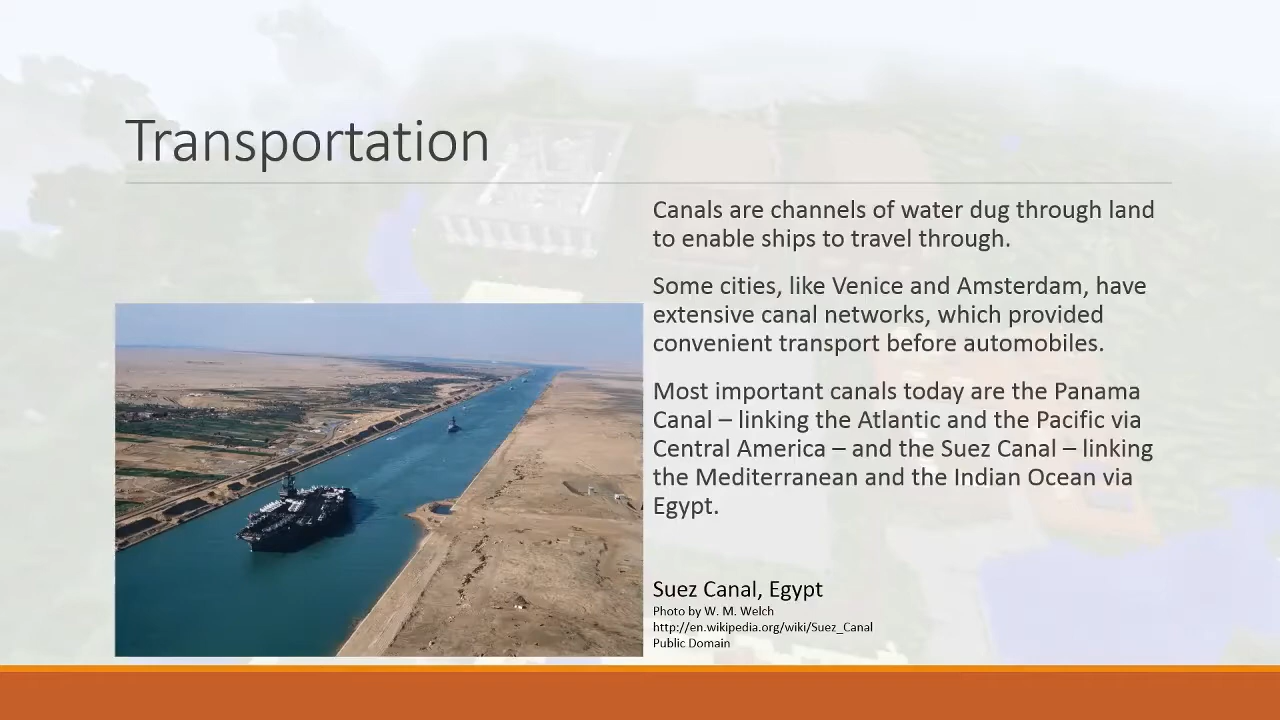 Transportation
Canals are channels of water dug through land
to enable ships to travel through.
Some cities, like Venice and Amsterdam, have
extensive canal networks, which provided
convenient transport before automobiles.
Most important canals today are the Panama
Canal – linking the Atlantic and the Pacific via
Central America – and the Suez Canal – linking
the Mediterranean and the Indian Ocean via
Egypt.
Suez Canal, Egypt
Photo by W. M. Welch
http://en.wikipedia.org/wiki/Suez_Canal
Public Domain